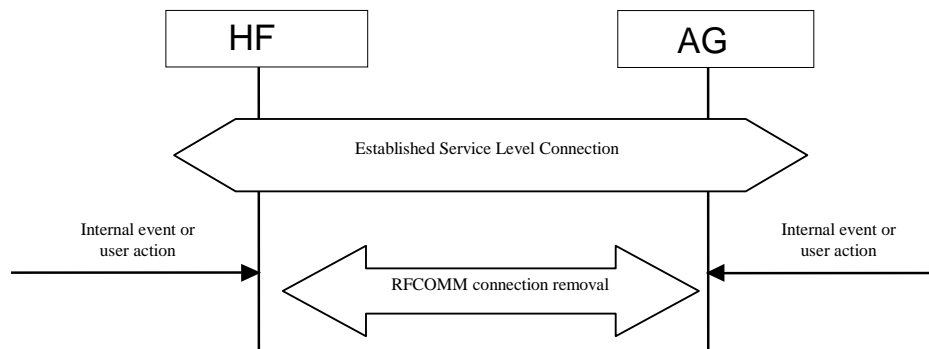 HF
AG
Established Service Level Connection
Internal event or
user action
Internal event or
user action
RFCOMM connection removal